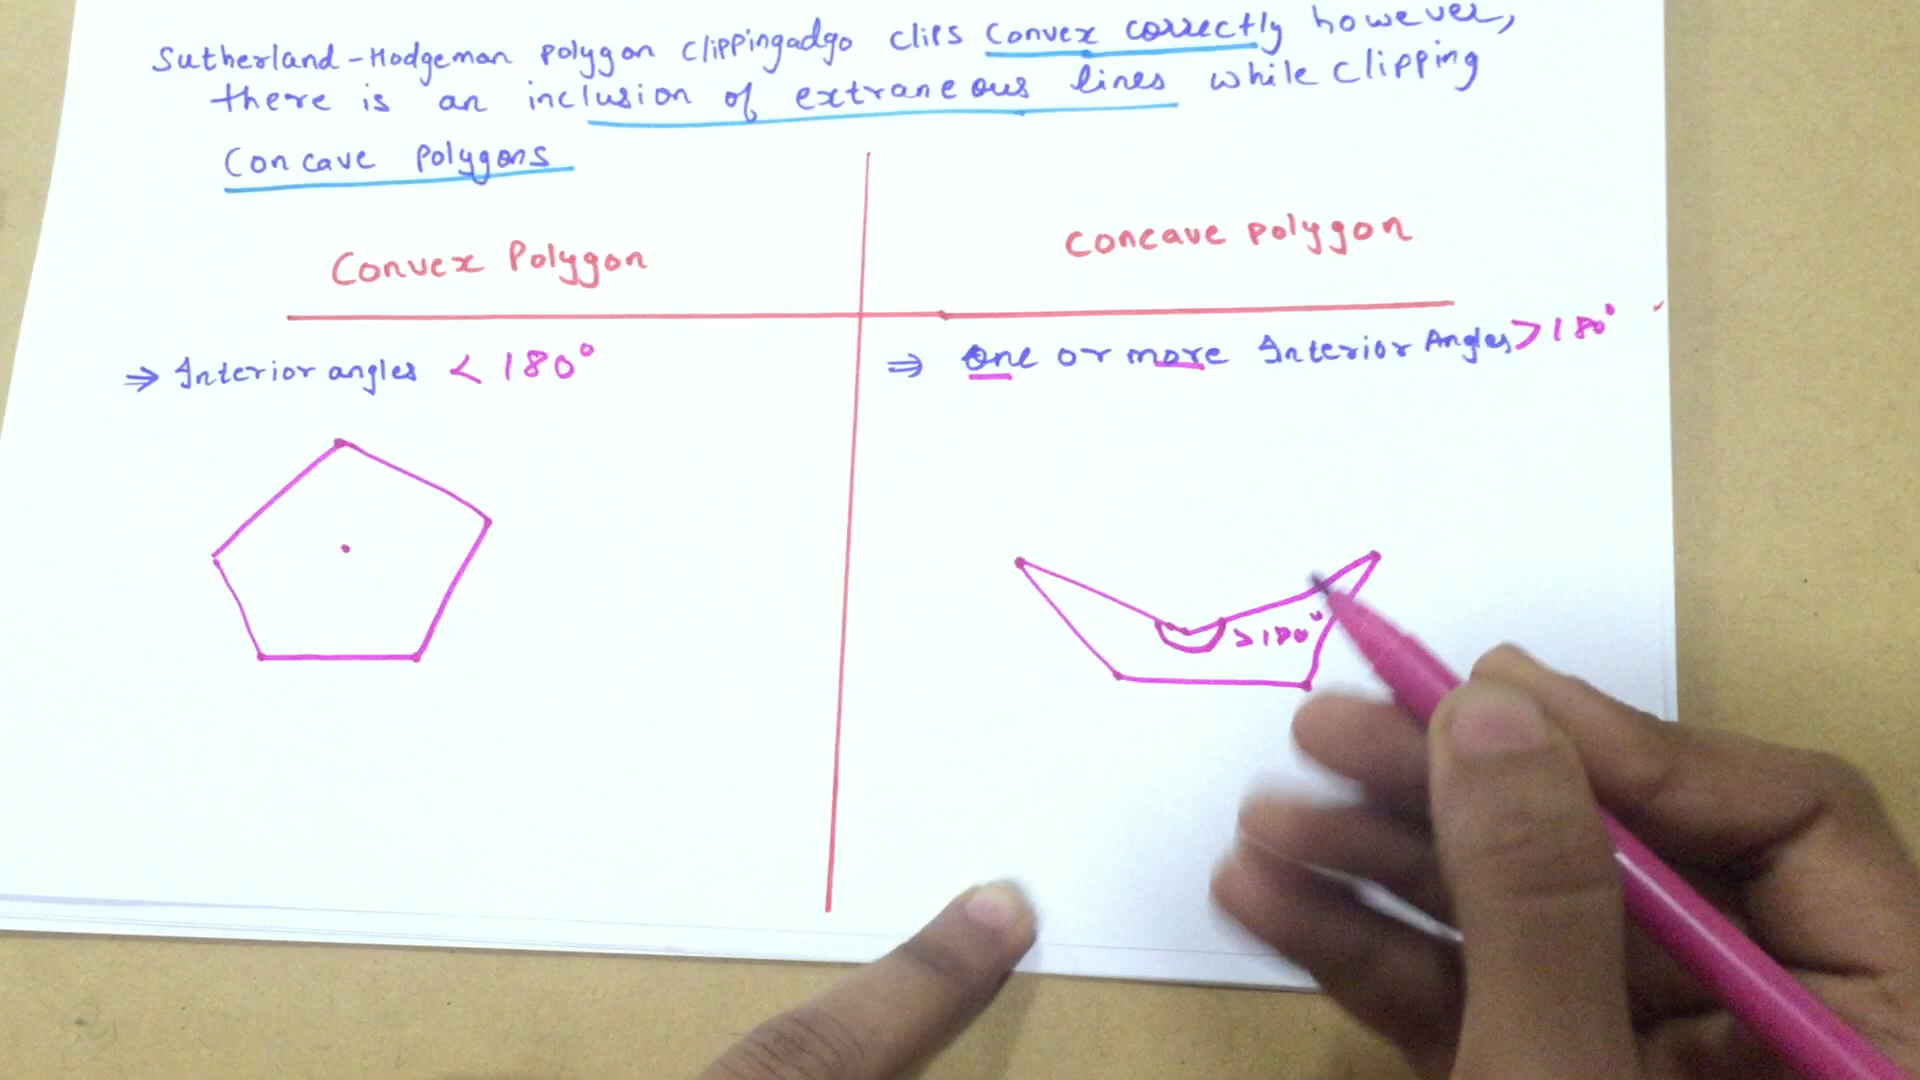 Sutherland-Hodgeman polygon clippingadgo clips convex correctly however,
there is an inclusion of extraneous lines while clipping
Concave polygons
Convex Polygon
Concave polygon
⇒ Interior angles < 180°
⇒ One or more Interior Angles > 180°
>180°